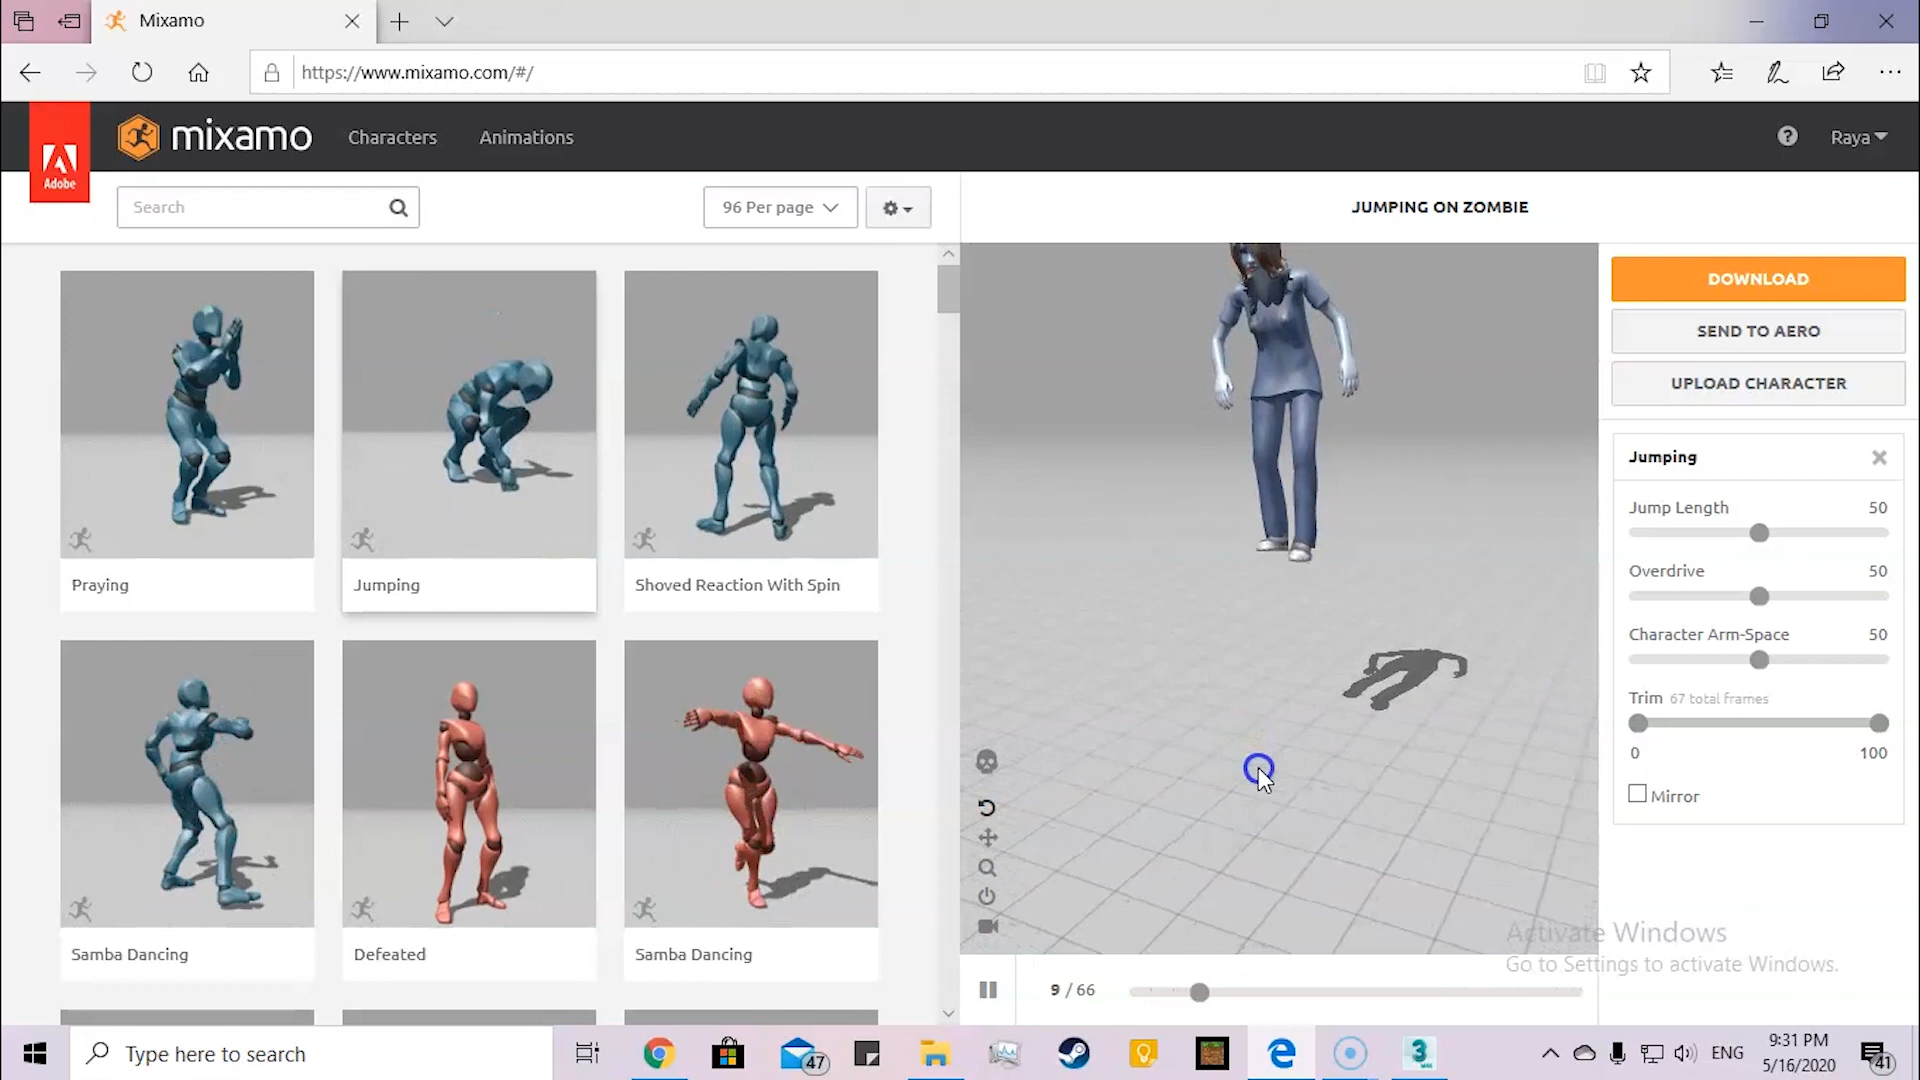 Mixamo
https://www.mixamo.com/#/
Adobe
mixamo
Characters
Animations
Raya
Search
96 Per page
JUMPING ON ZOMBIE
DOWNLOAD
SEND TO AERO
UPLOAD CHARACTER
Praying
Jumping
Shoved Reaction With Spin
Samba Dancing
Defeated
Samba Dancing
Jumping
Jump Length 50
Overdrive 50
Character Arm-Space 50
Trim 67 total frames
0 100
Mirror
Activate Windows
Go to Settings to activate Windows.
9 / 66
Type here to search
47
3
ENG
9:31 PM
5/16/2020
41